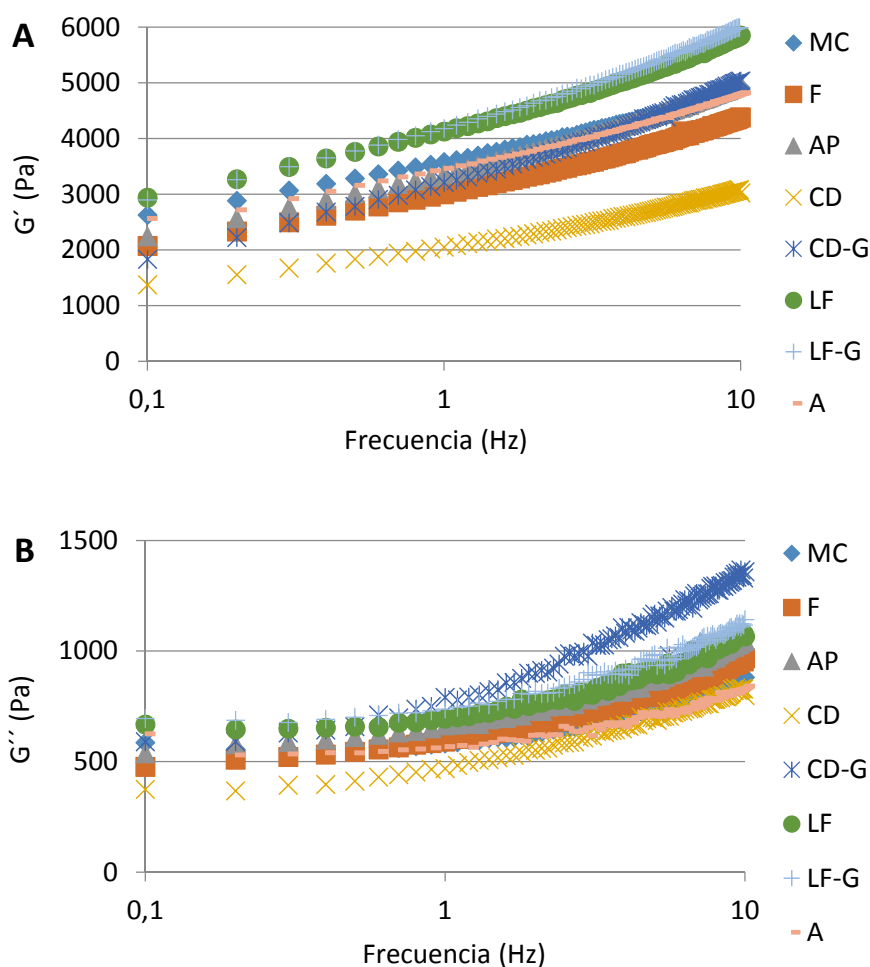 A
G´ (Pa)
6000
5000
4000
3000
2000
1000
0
0,1
1
10
Frecuencia (Hz)
MC
F
AP
CD
CD-G
LF
LF-G
A
B
G´´ (Pa)
1500
1000
500
0
0,1
1
10
Frecuencia (Hz)
MC
F
AP
CD
CD-G
LF
LF-G
A